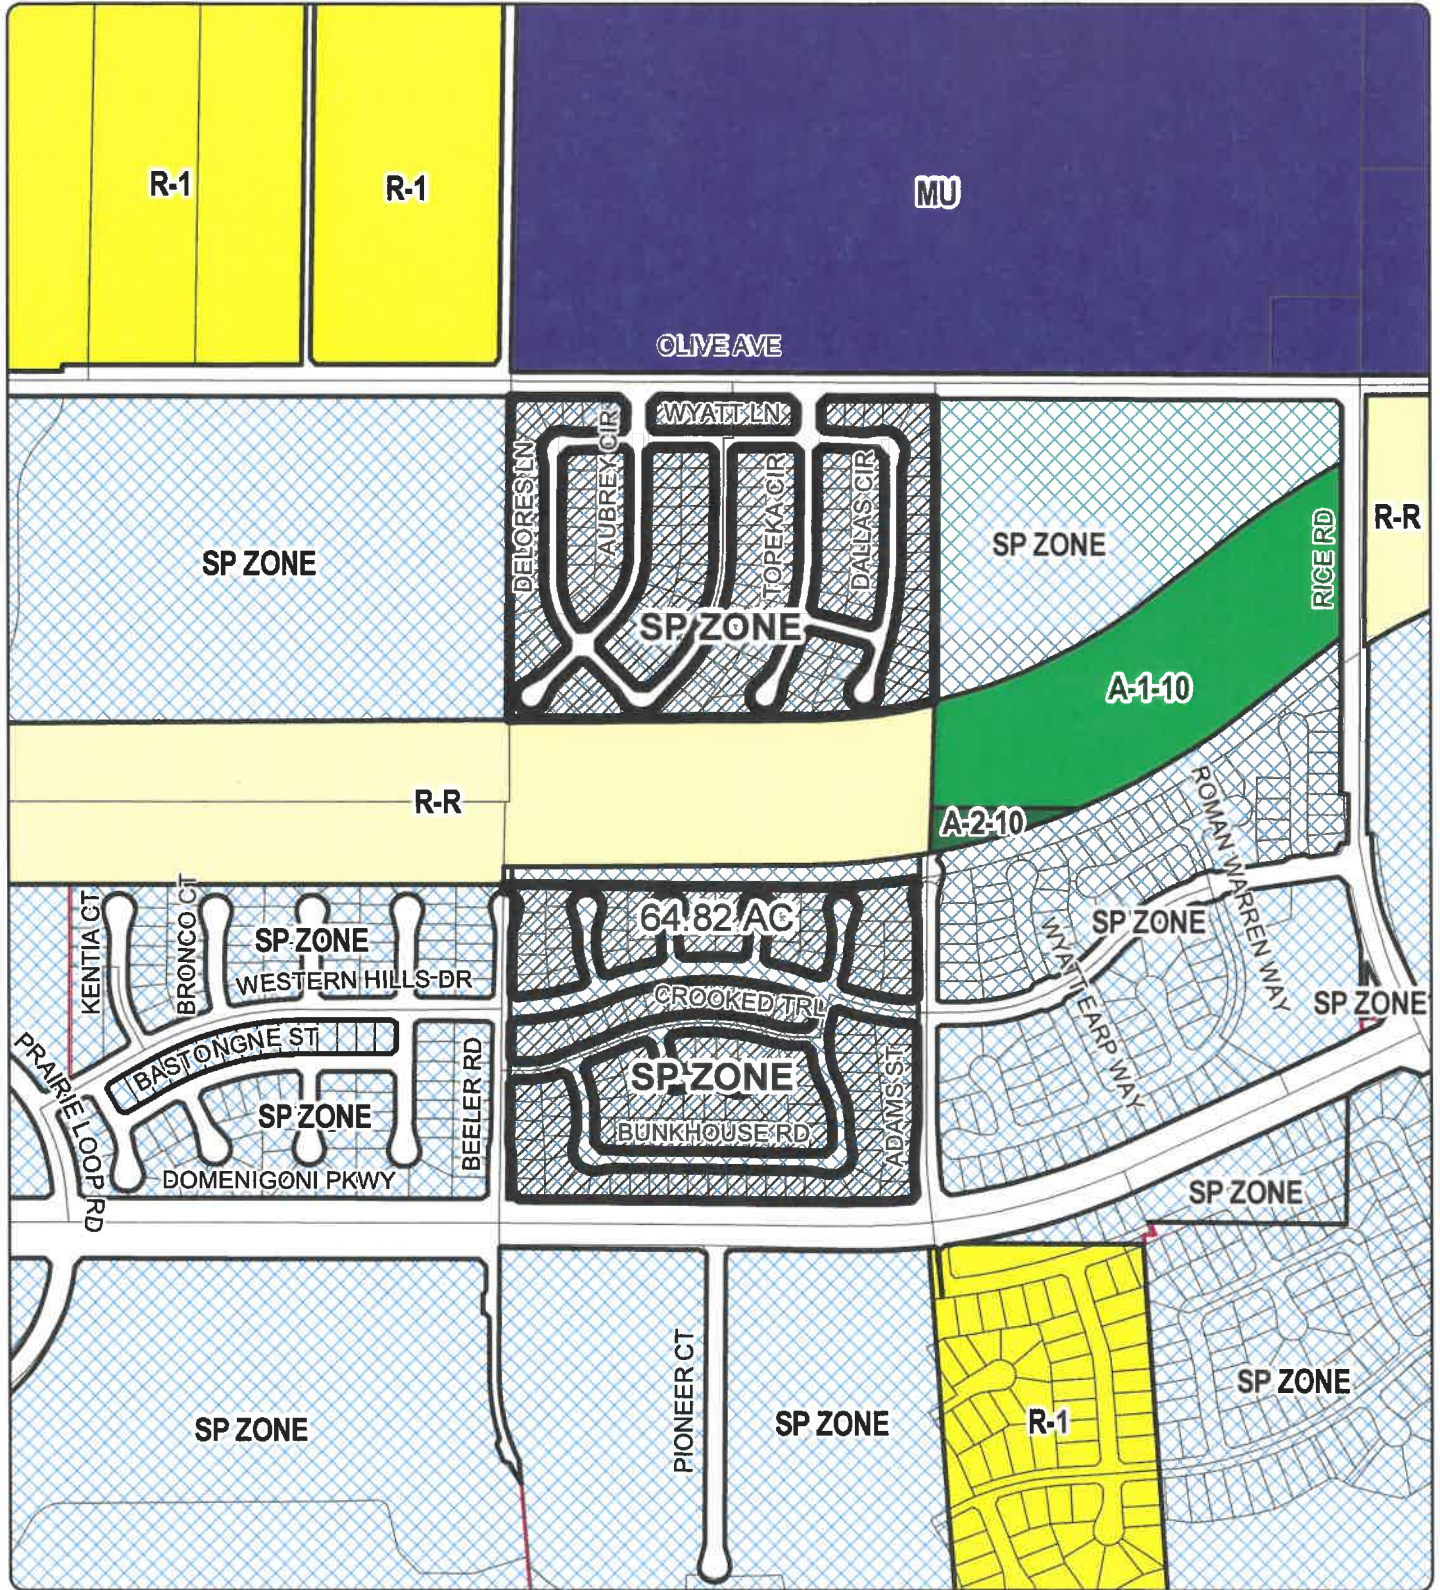 R-1
R-1
MU
OLIVE AVE
WYATT LN
DELORES LN
AUBREY CIR
TOPEKA CIR
DALLAS CIR
SP ZONE
SP ZONE
SP ZONE
RICE RD
R-R
A-1-10
R-R
A-2-10
ROMAN WARREN WAY
KENTIA CT
BRONCO CT
SP ZONE
WESTERN HILLS DR
64.82 AC
SP ZONE
WYATT EARP WAY
CROOKED TRL
SP ZONE
PRAIRIE LOOP RD
BASTONGNE ST
SP ZONE
BEELER RD
SP ZONE
BUNKHOUSE RD
ADAMS ST
DOMENIGONI PKWY
SP ZONE
PIONEER CT
SP ZONE
SP ZONE
R-1
SP ZONE